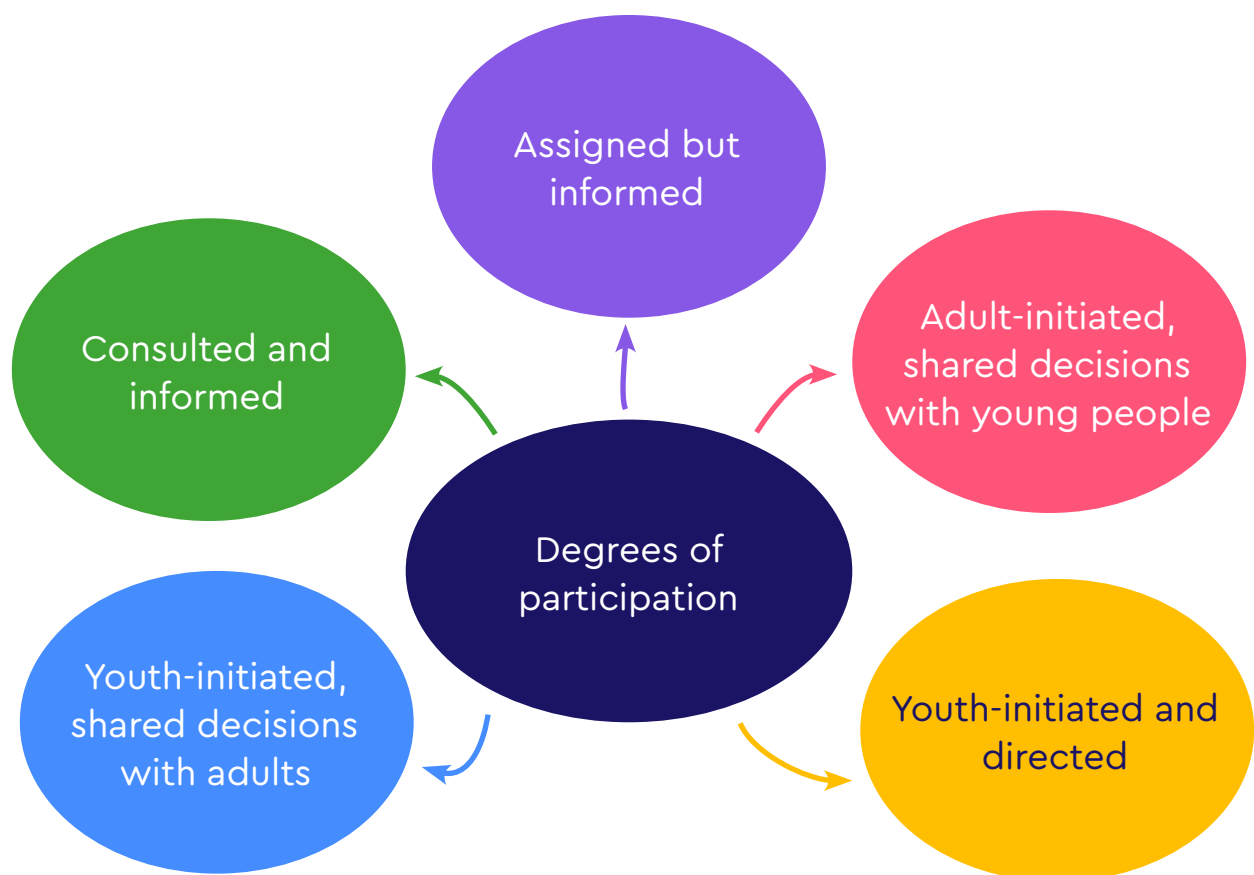 Assigned but
informed
Consulted and
informed
Adult-initiated,
shared decisions
with young people
Degrees of
participation
Youth-initiated,
shared decisions
with adults
Youth-initiated and
directed